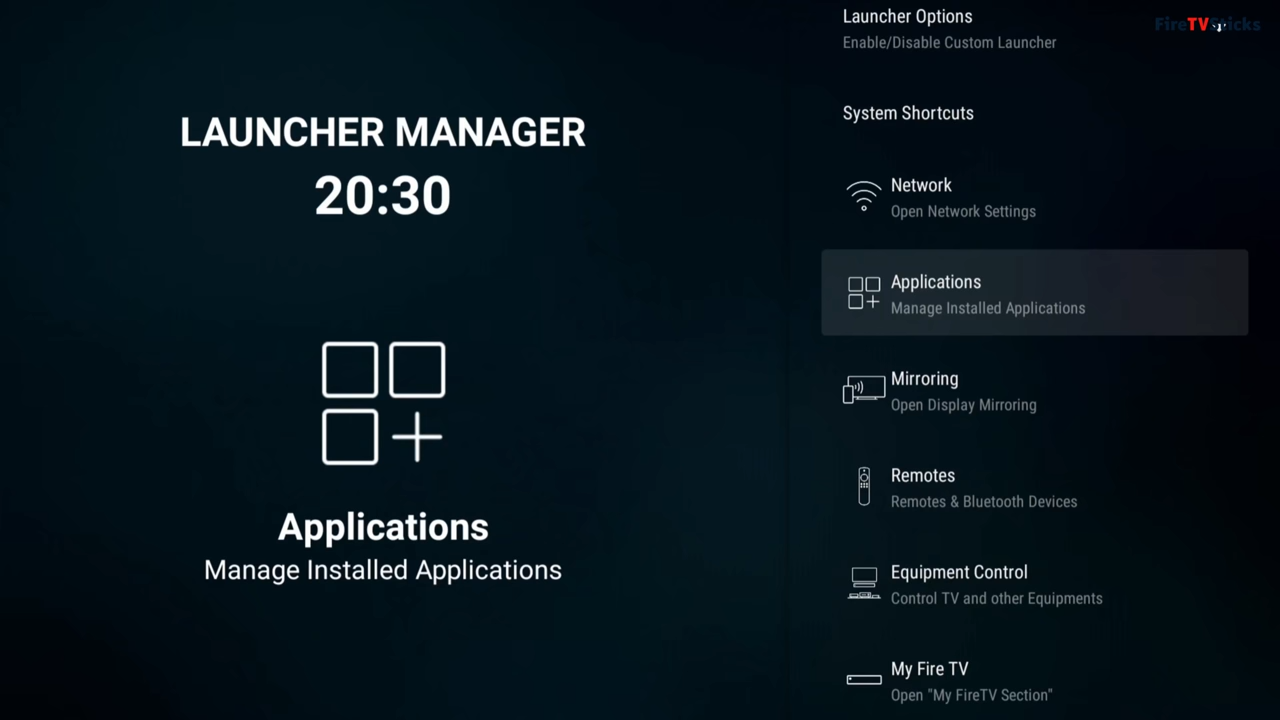 Launcher Options
Enable/Disable Custom Launcher
FireTVSticks
LAUNCHER MANAGER
20:30
Applications
Manage Installed Applications
System Shortcuts
Network
Open Network Settings
Applications
Manage Installed Applications
Mirroring
Open Display Mirroring
Remotes
Remotes & Bluetooth Devices
Equipment Control
Control TV and other Equipments
My Fire TV
Open "My FireTV Section"